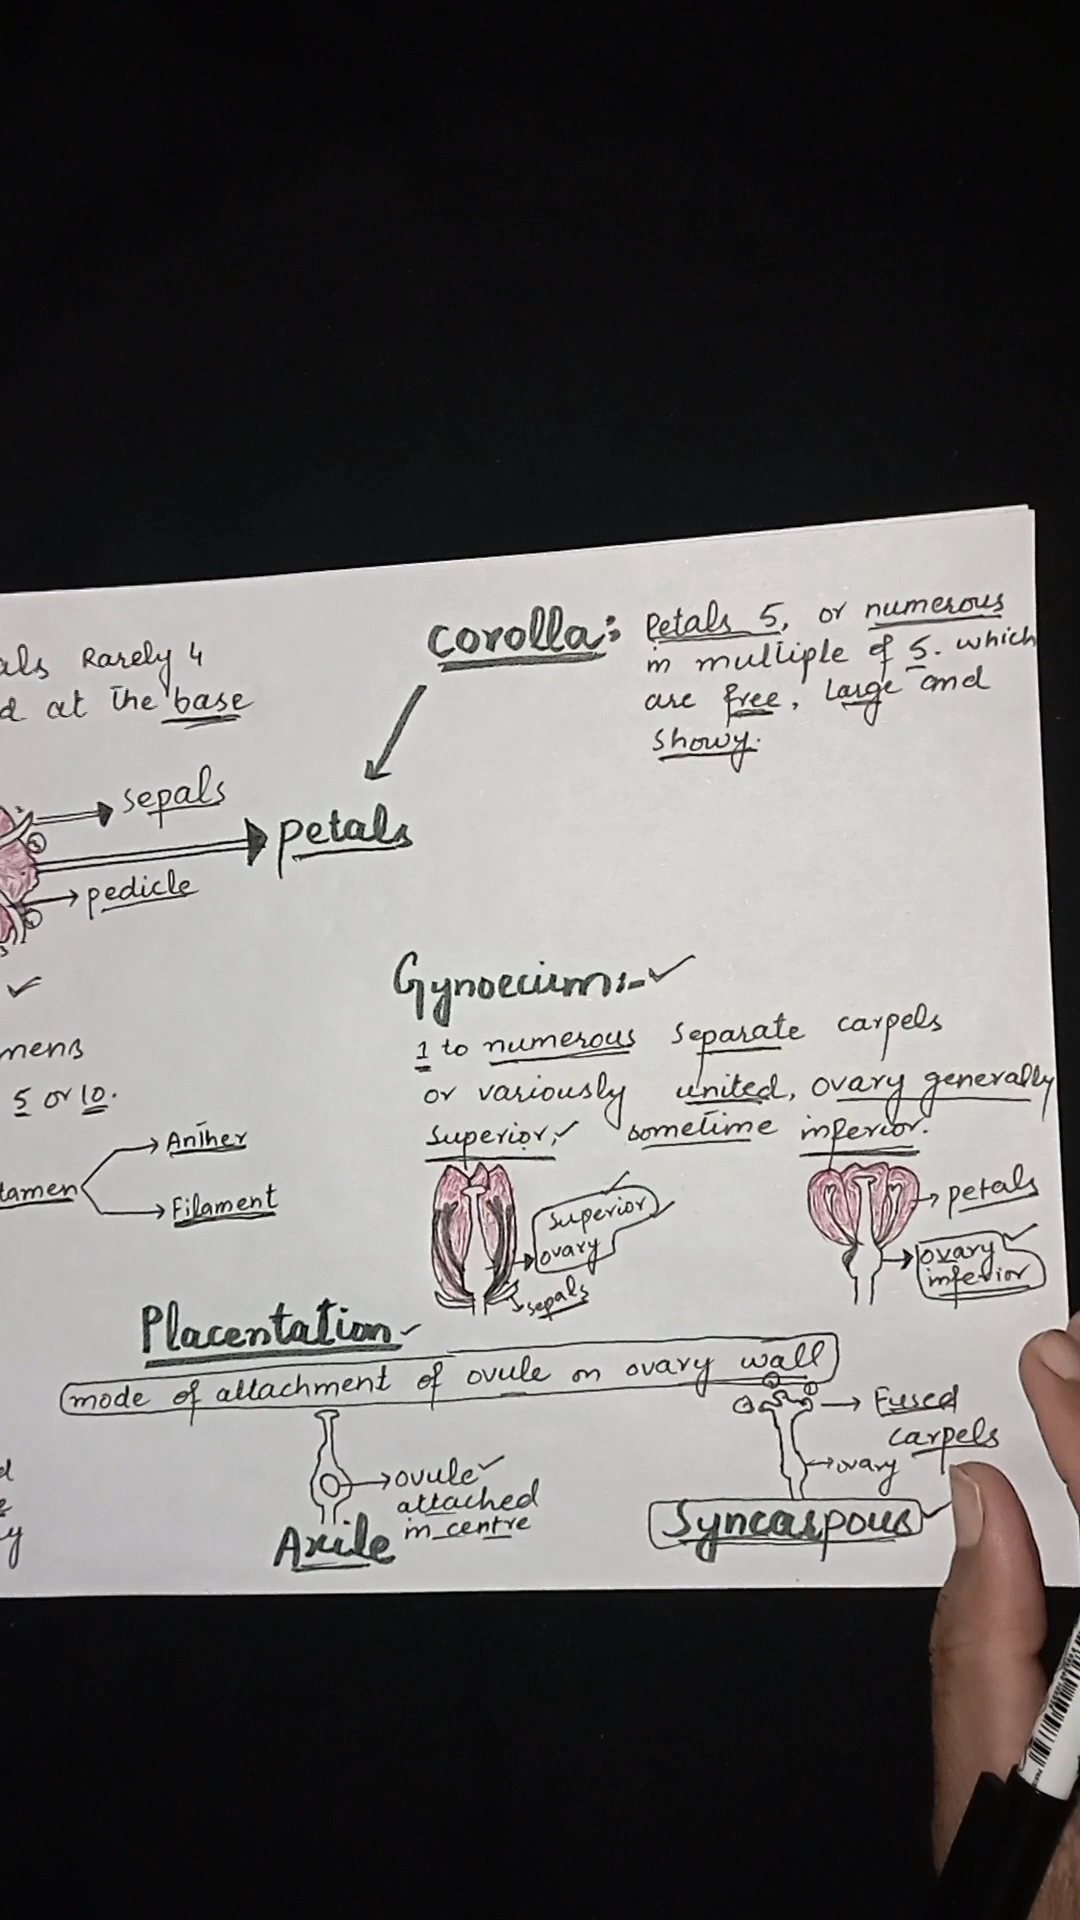 als Rarely 4
d at the base
corolla:
Petals 5, or numerous
in multiple of 5. which
are free, large and
showy.
sepals
petals
pedicle
Gynoecium:-
1 to numerous separate carpels
or variously united, ovary generally
superior, sometime inferior.
mens
5 or 10.
Anther
tamen
Filament
superior
ovary
sepals
petals
ovary
inferior
Placentation
mode of attachment of ovule on ovary wall
ovule
attached
in centre
Axile
Fused
carpels
ovary
Syncarpous
d
y